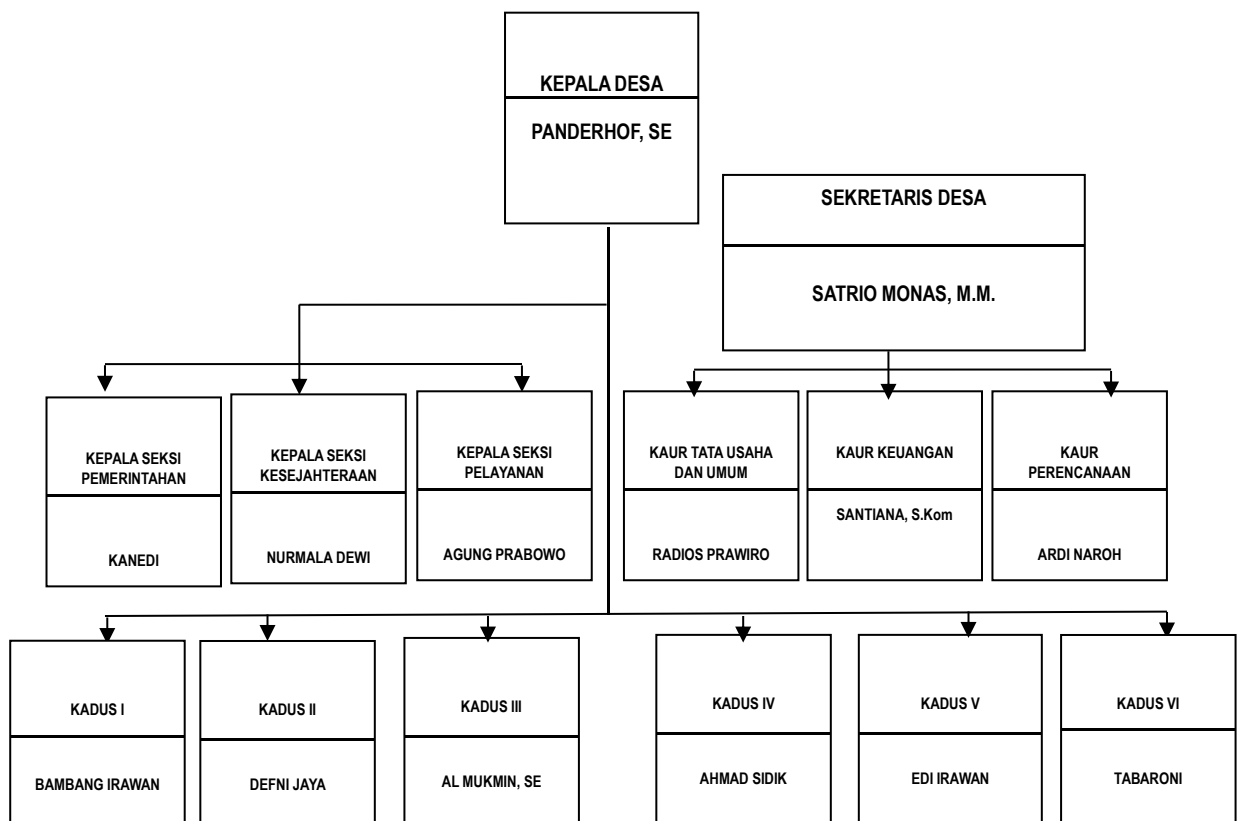 KEPALA DESA
PANDERHOF, SE
SEKRETARIS DESA
SATRIO MONAS, M.M.
KEPALA SEKSI
PEMERINTAHAN
KANEDI
KEPALA SEKSI
KESEJAHTERAAN
NURMALA DEWI
KEPALA SEKSI
PELAYANAN
AGUNG PRABOWO
KAUR TATA USAHA
DAN UMUM
RADIOS PRAWIRO
KAUR KEUANGAN
SANTIANA, S.Kom
KAUR
PERENCANAAN
ARDI NAROH
KADUS I
BAMBANG IRAWAN
KADUS II
DEFNI JAYA
KADUS III
AL MUKMIN, SE
KADUS IV
AHMAD SIDIK
KADUS V
EDI IRAWAN
KADUS VI
TABARONI